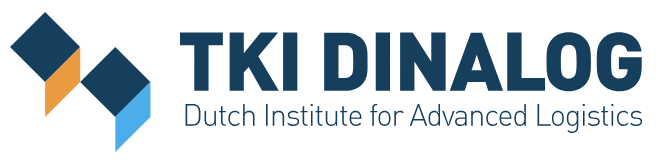 TKI DINALOG
Dutch Institute for Advanced Logistics